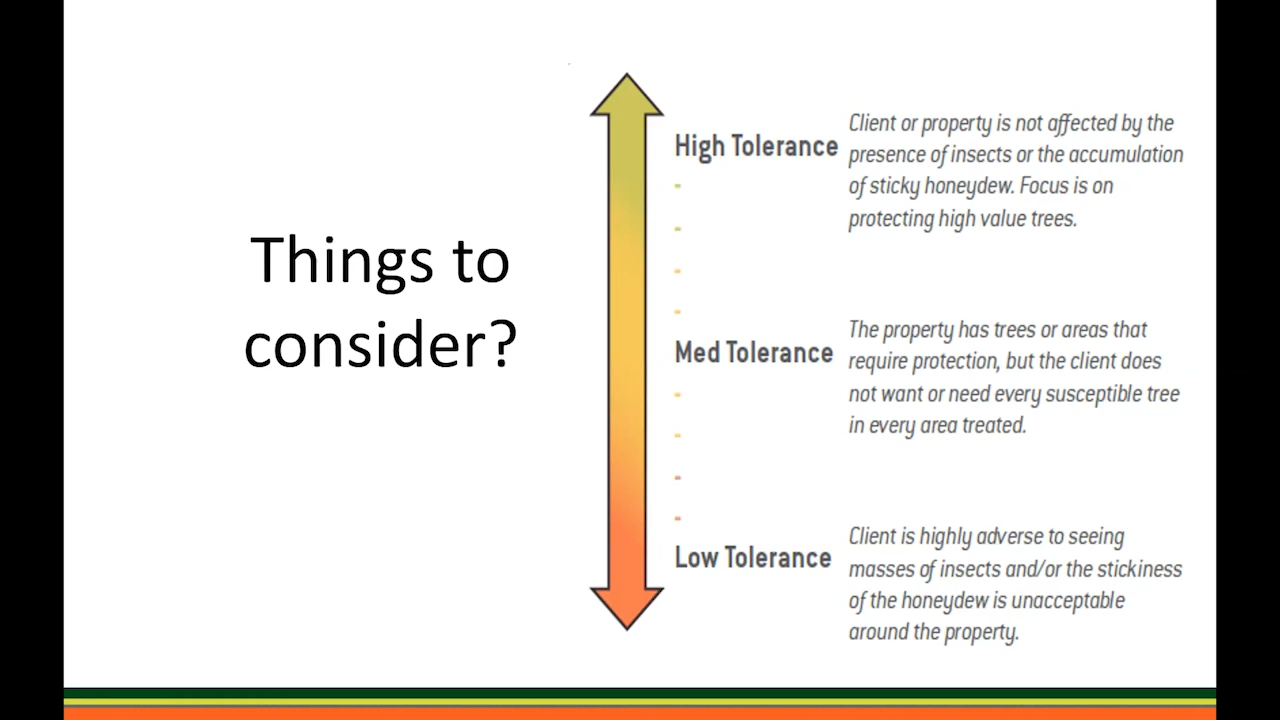 Things to
consider?
High Tolerance
Client or property is not affected by the
presence of insects or the accumulation
of sticky honeydew. Focus is on
protecting high value trees.
-
-
-
-
Med Tolerance
The property has trees or areas that
require protection, but the client does
not want or need every susceptible tree
in every area treated.
-
-
-
-
Low Tolerance
Client is highly adverse to seeing
masses of insects and/or the stickiness
of the honeydew is unacceptable
around the property.